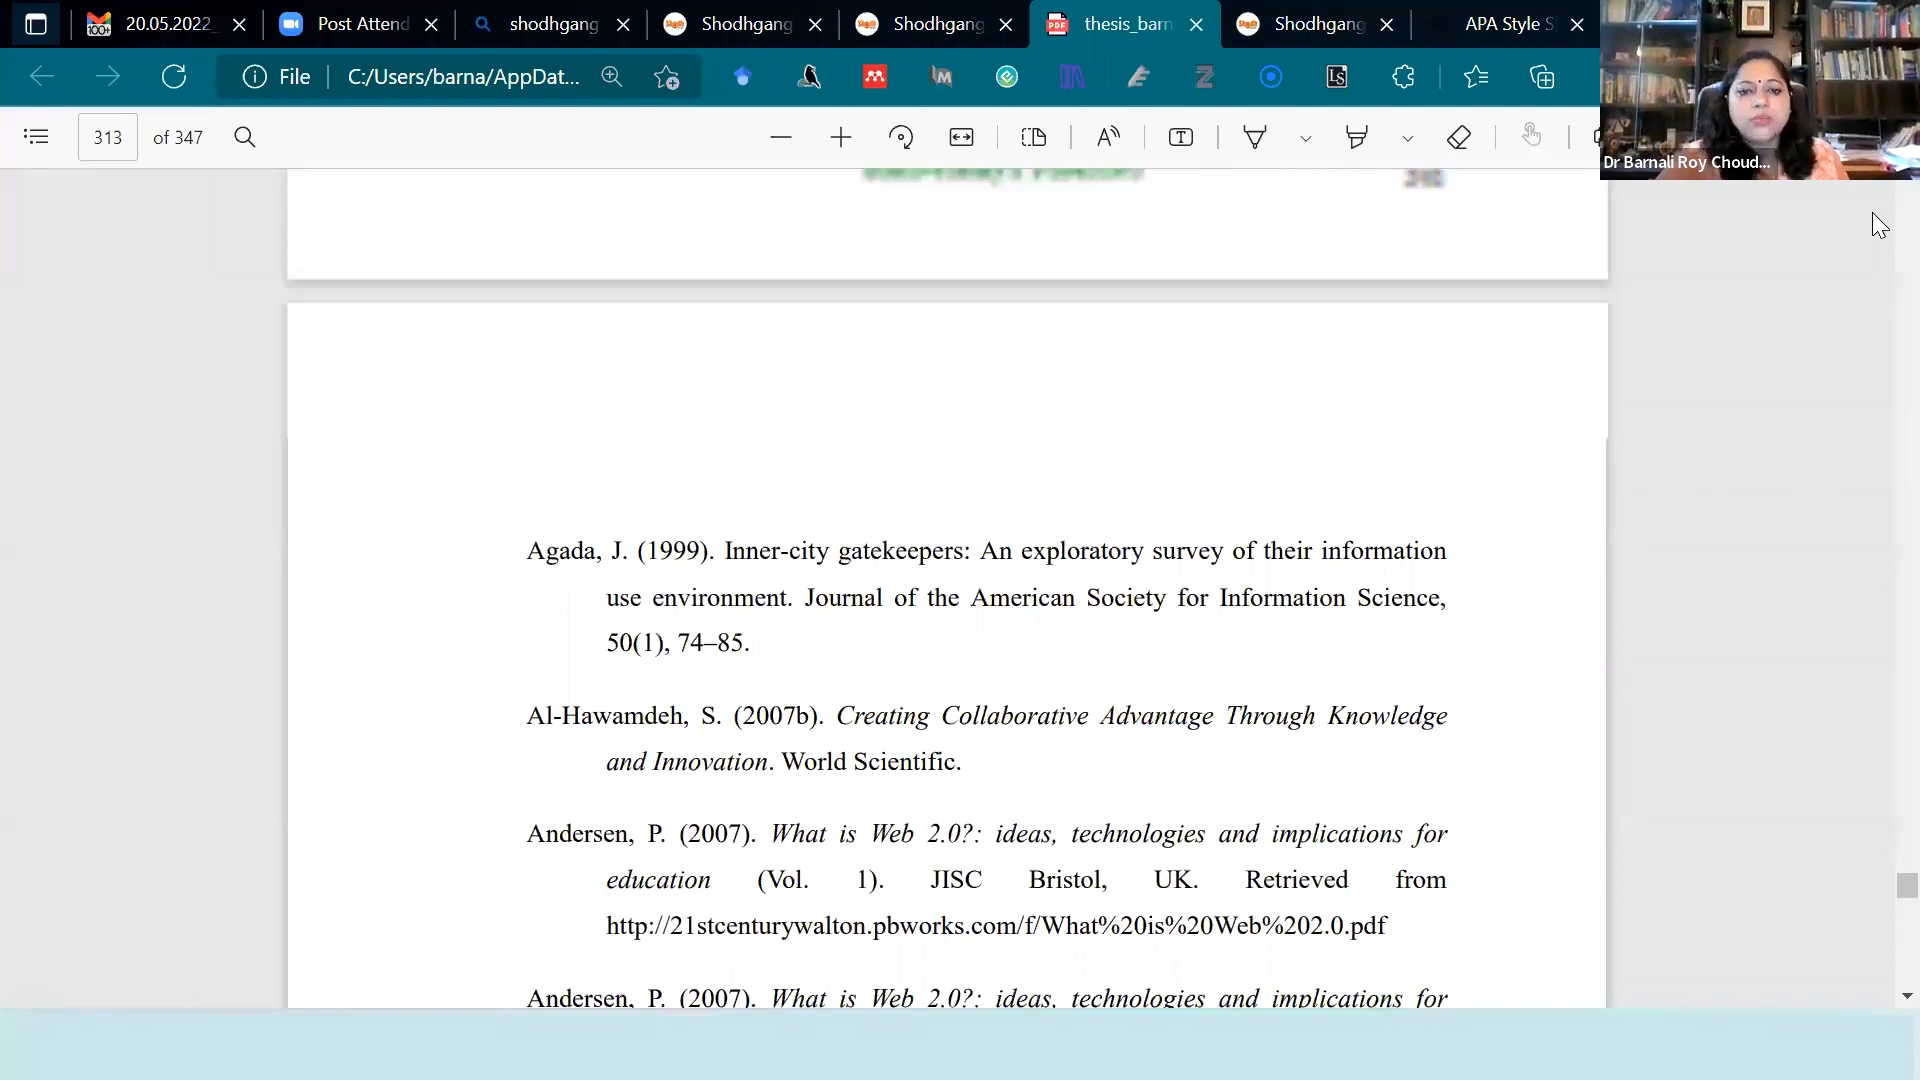 20.05.2022_
Post Attend
shodhgang
Shodhgang
Shodhgang
thesis_barn
Shodhgang
APA Style S
File
C:/Users/barna/AppDat...
313
of 347
Dr Barnali Roy Choud...
Agada, J. (1999). Inner-city gatekeepers: An exploratory survey of their information
use environment. Journal of the American Society for Information Science,
50(1), 74–85.
Al-Hawamdeh, S. (2007b). Creating Collaborative Advantage Through Knowledge
and Innovation. World Scientific.
Andersen, P. (2007). What is Web 2.0?: ideas, technologies and implications for
education (Vol. 1). JISC Bristol, UK. Retrieved from
http://21stcenturywalton.pbworks.com/f/What%20is%20Web%202.0.pdf
Andersen, P. (2007). What is Web 2.0?: ideas, technologies and implications for